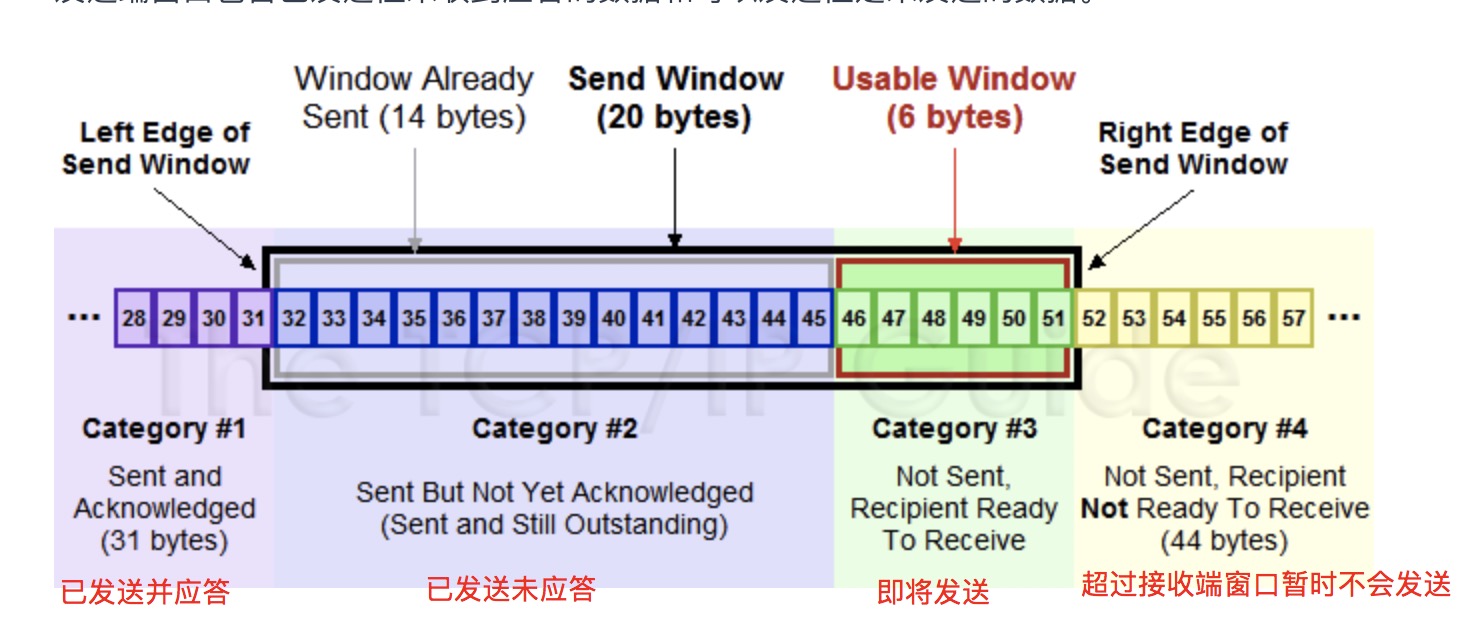 Window Already
Sent (14 bytes)
Send Window
(20 bytes)
Usable Window
(6 bytes)
Left Edge of
Send Window
Right Edge of
Send Window
... 28 29 30 31 32 33 34 35 36 37 38 39 40 41 42 43 44 45 46 47 48 49 50 51 52 53 54 55 56 57 ...
The TCP/IP Guide
Category #1
Sent and
Acknowledged
(31 bytes)
已发送并应答
Category #2
Sent But Not Yet Acknowledged
(Sent and Still Outstanding)
已发送未应答
Category #3
Not Sent,
Recipient Ready
To Receive
即将发送
Category #4
Not Sent, Recipient
Not Ready To Receive
(44 bytes)
超过接收端窗口暂时不会发送